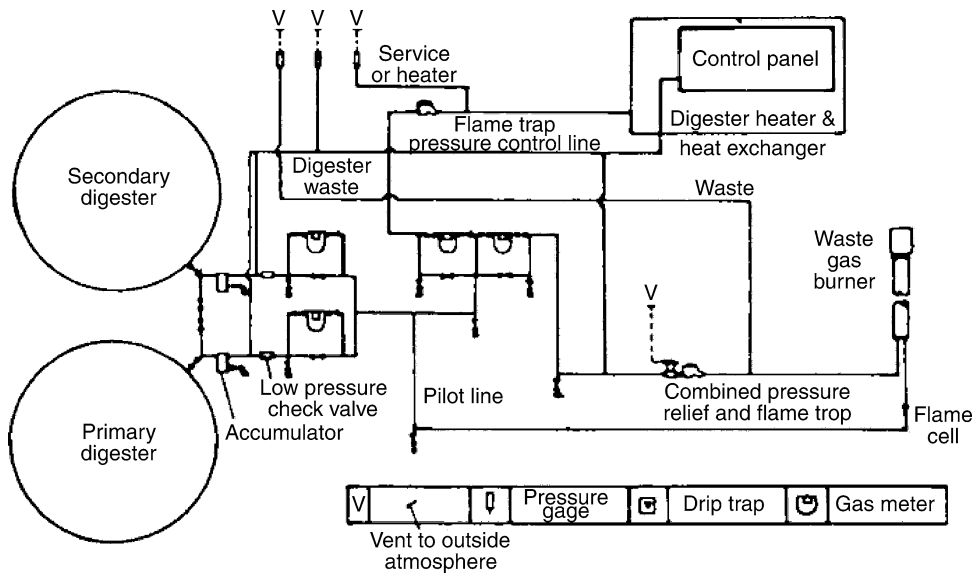 V V V
Service
or heater
Control panel
Flame trap
pressure control line
Digester heater &
heat exchanger
Secondary
digester
Digester
waste
Waste
Waste
gas
burner
V
Low pressure
check valve
Accumulator
Pilot line
Combined pressure
relief and flame trop
Flame
cell
Primary
digester
V
Pressure
gage
Drip trap
Gas meter
Vent to outside
atmosphere